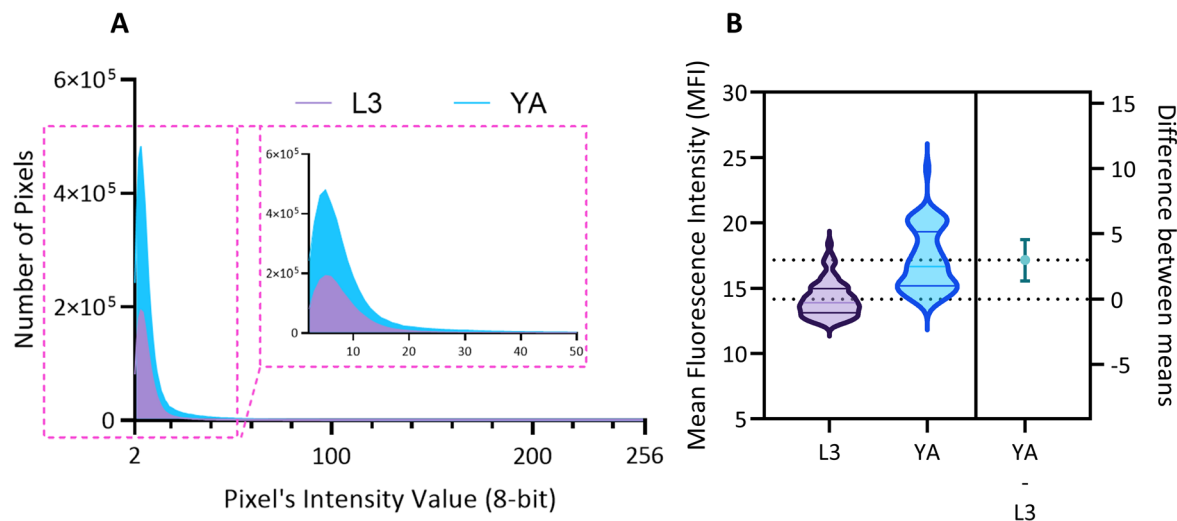 A
6×10⁵
4×10⁵
2×10⁵
0
2
100
200
256
Number of Pixels
Pixel's Intensity Value (8-bit)
L3
YA
6×10⁵
4×10⁵
2×10⁵
0
10
20
30
40
50
B
Mean Fluorescence Intensity (MFI)
30
25
20
15
10
5
L3
YA
YA
-
L3
15
10
5
0
-5
Difference between means